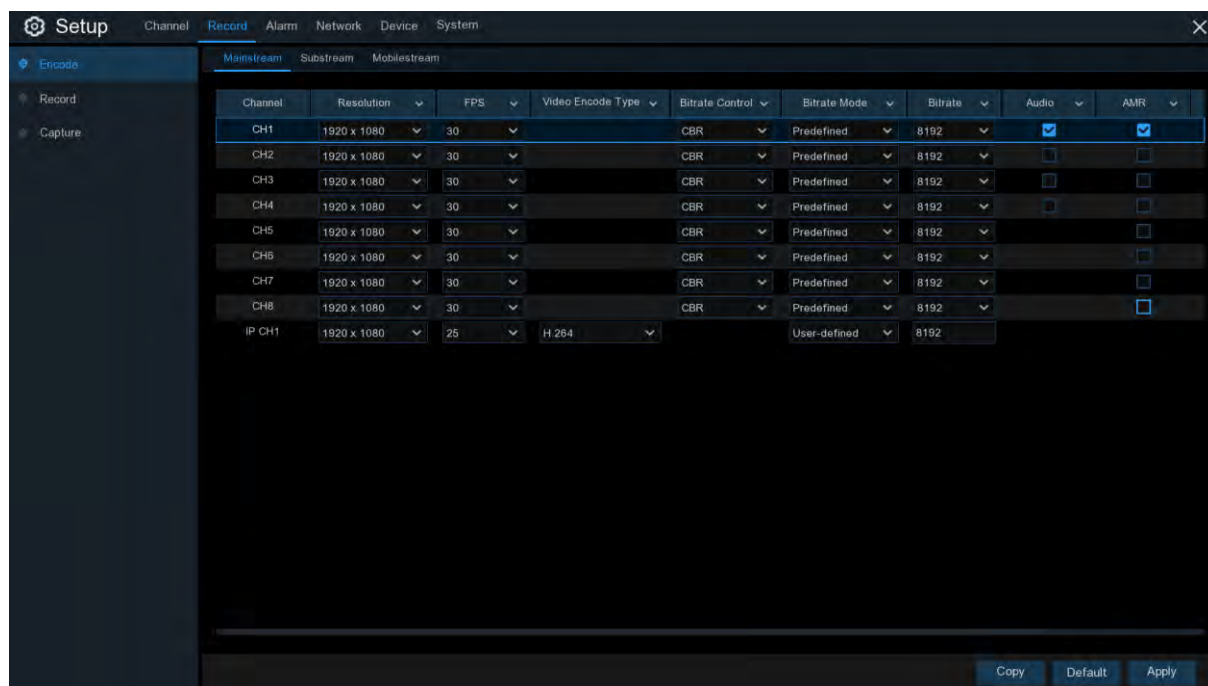 Setup Channel Record Alarm Network Device System
Encode
Record
Capture
Mainstream Substream Mobilestream
Channel Resolution FPS Video Encode Type Bitrate Control Bitrate Mode Bitrate Audio AMR
CH1 1920 x 1080 30 CBR Predefined 8192
CH2 1920 x 1080 30 CBR Predefined 8192
CH3 1920 x 1080 30 CBR Predefined 8192
CH4 1920 x 1080 30 CBR Predefined 8192
CH5 1920 x 1080 30 CBR Predefined 8192
CH6 1920 x 1080 30 CBR Predefined 8192
CH7 1920 x 1080 30 CBR Predefined 8192
CH8 1920 x 1080 30 CBR Predefined 8192
IP CH1 1920 x 1080 25 H.264 User-defined 8192
Copy Default Apply